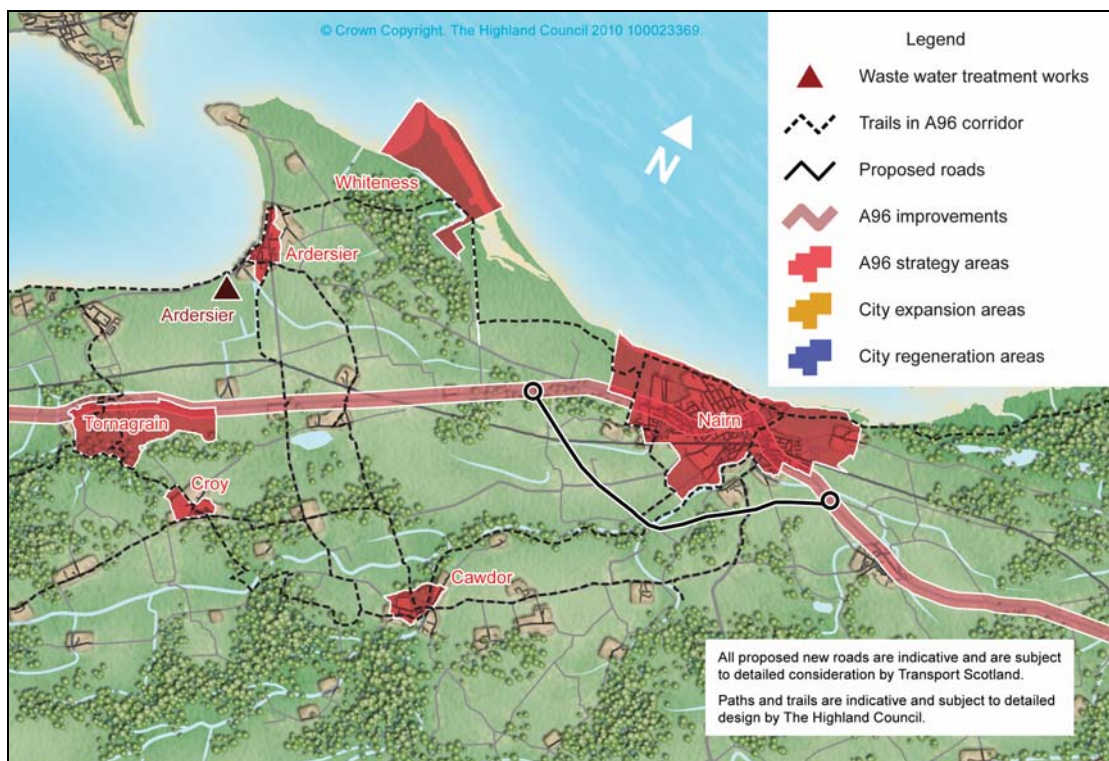 © Crown Copyright. The Highland Council 2010 100023369.
Legend
Waste water treatment works
Trails in A96 corridor
Proposed roads
A96 improvements
A96 strategy areas
City expansion areas
City regeneration areas
N
Whiteness
Ardersier
Ardersier
Tornagrain
Nairn
Croy
Cawdor
All proposed new roads are indicative and are subject
to detailed consideration by Transport Scotland.
Paths and trails are indicative and subject to detailed
design by The Highland Council.